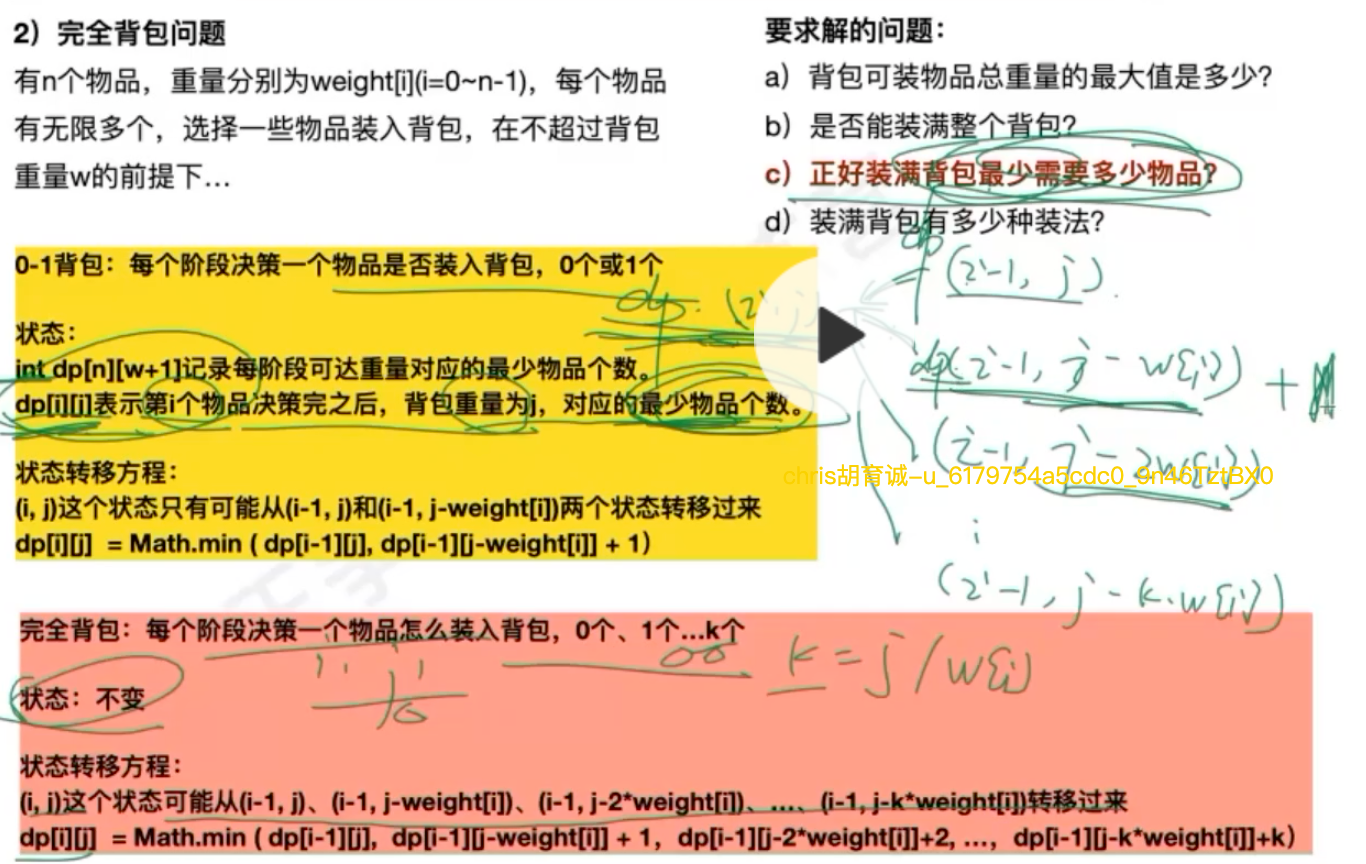 2）完全背包问题
有n个物品，重量分别为weight[i](i=0~n-1)，每个物品
有无限多个，选择一些物品装入背包，在不超过背包
重量w的前提下...
要求解的问题：
a）背包可装物品总重量的最大值是多少？
b）是否能装满整个背包？
c）正好装满背包最少需要多少物品？
d）装满背包有多少种装法？
0-1背包：每个阶段决策一个物品是否装入背包，0个或1个
状态：
int dp[n][w+1]记录每阶段可达重量对应的最少物品个数。
dp[i][j]表示第i个物品决策完之后，背包重量为j，对应的最少物品个数。
状态转移方程：
(i, j)这个状态只有可能从(i-1, j)和(i-1, j-weight[i])两个状态转移过来
dp[i][j] = Math.min ( dp[i-1][j], dp[i-1][j-weight[i]] + 1）
dp (i, j)
dp
(i-1, j)
dp(i-1, j-w[i]) +
(i-1, j-2w[i])
chris胡育诚-u_6179754a5cdc0_9n46TztBX0
(i-1, j-k·w[i])
完全背包：每个阶段决策一个物品怎么装入背包，0个、1个...k个
k = j/w[i]
状态：不变
状态转移方程：
(i, j)这个状态可能从(i-1, j)、(i-1, j-weight[i])、(i-1, j-2*weight[i])、...、(i-1, j-k*weight[i])转移过来
dp[i][j] = Math.min ( dp[i-1][j]，dp[i-1][j-weight[i]] + 1，dp[i-1][j-2*weight[i]]+2, ...，dp[i-1][j-k*weight[i]]+k）